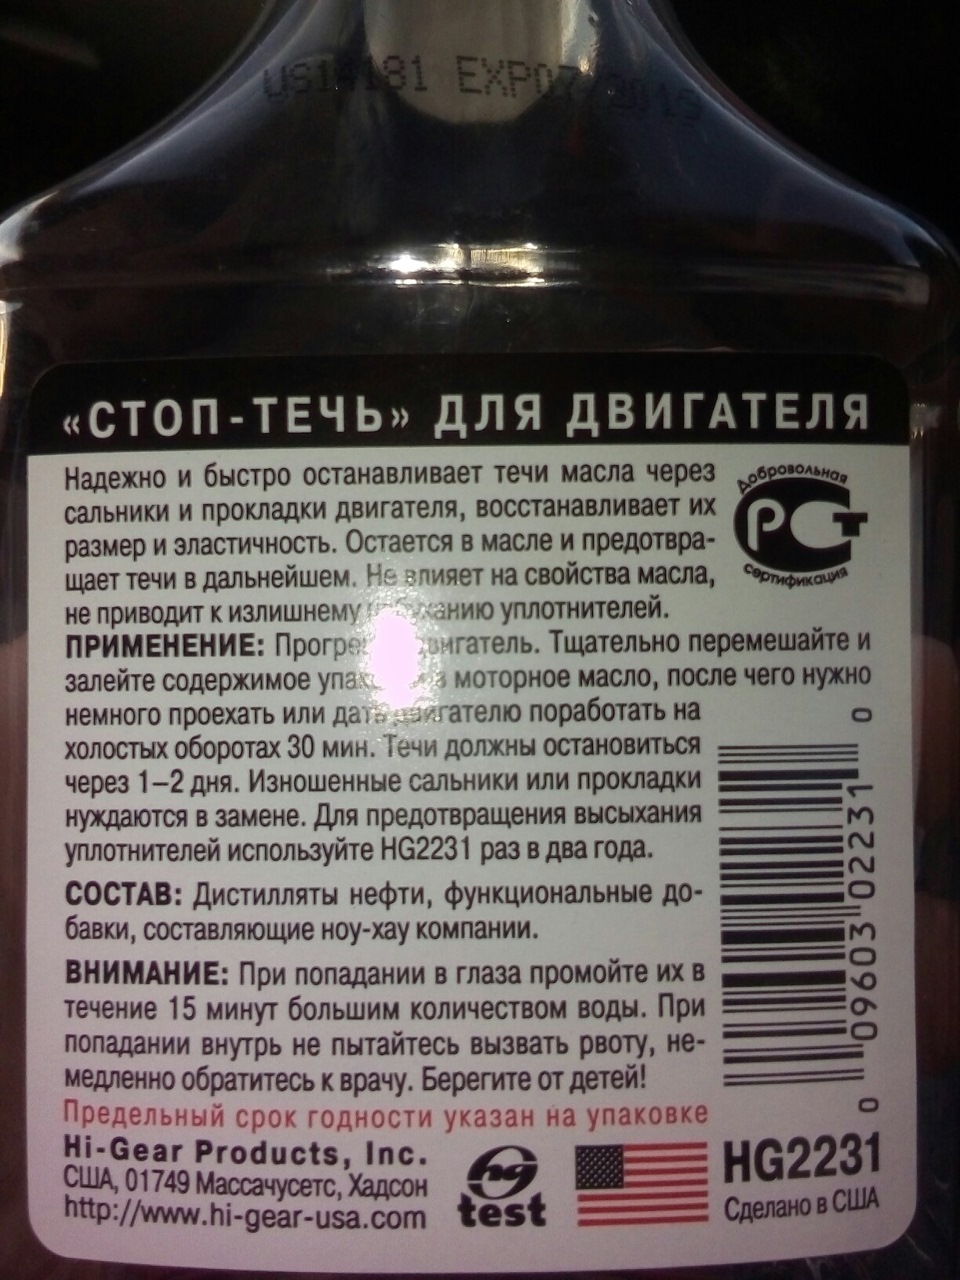 US14181 EXP07/2019
«СТОП-ТЕЧЬ» ДЛЯ ДВИГАТЕЛЯ
Надежно и быстро останавливает течи масла через
сальники и прокладки двигателя, восстанавливает их
размер и эластичность. Остается в масле и предотвра-
щает течи в дальнейшем. Не влияет на свойства масла,
не приводит к излишнему уплотнителей.
Добровольная
РСТ
сертификация
ПРИМЕНЕНИЕ: двигатель. Тщательно перемешайте и
залейте содержимое моторное масло, после чего нужно
немного проехать или дать двигателю поработать на
холостых оборотах 30 мин. Течи должны остановиться
через 1–2 дня. Изношенные сальники или прокладки
нуждаются в замене. Для предотвращения высыхания
уплотнителей используйте HG2231 раз в два года.
СОСТАВ: Дистилляты нефти, функциональные до-
бавки, составляющие ноу-хау компании.
ВНИМАНИЕ: При попадании в глаза промойте их в
течение 15 минут большим количеством воды. При
попадании внутрь не пытайтесь вызвать рвоту, не-
медленно обратитесь к врачу. Берегите от детей!
0 09603 02231 0
Предельный срок годности указан на упаковке
Hi-Gear Products, Inc.
США, 01749 Массачусетс, Хадсон
http://www.hi-gear-usa.com
hg
test
HG2231
Сделано в США